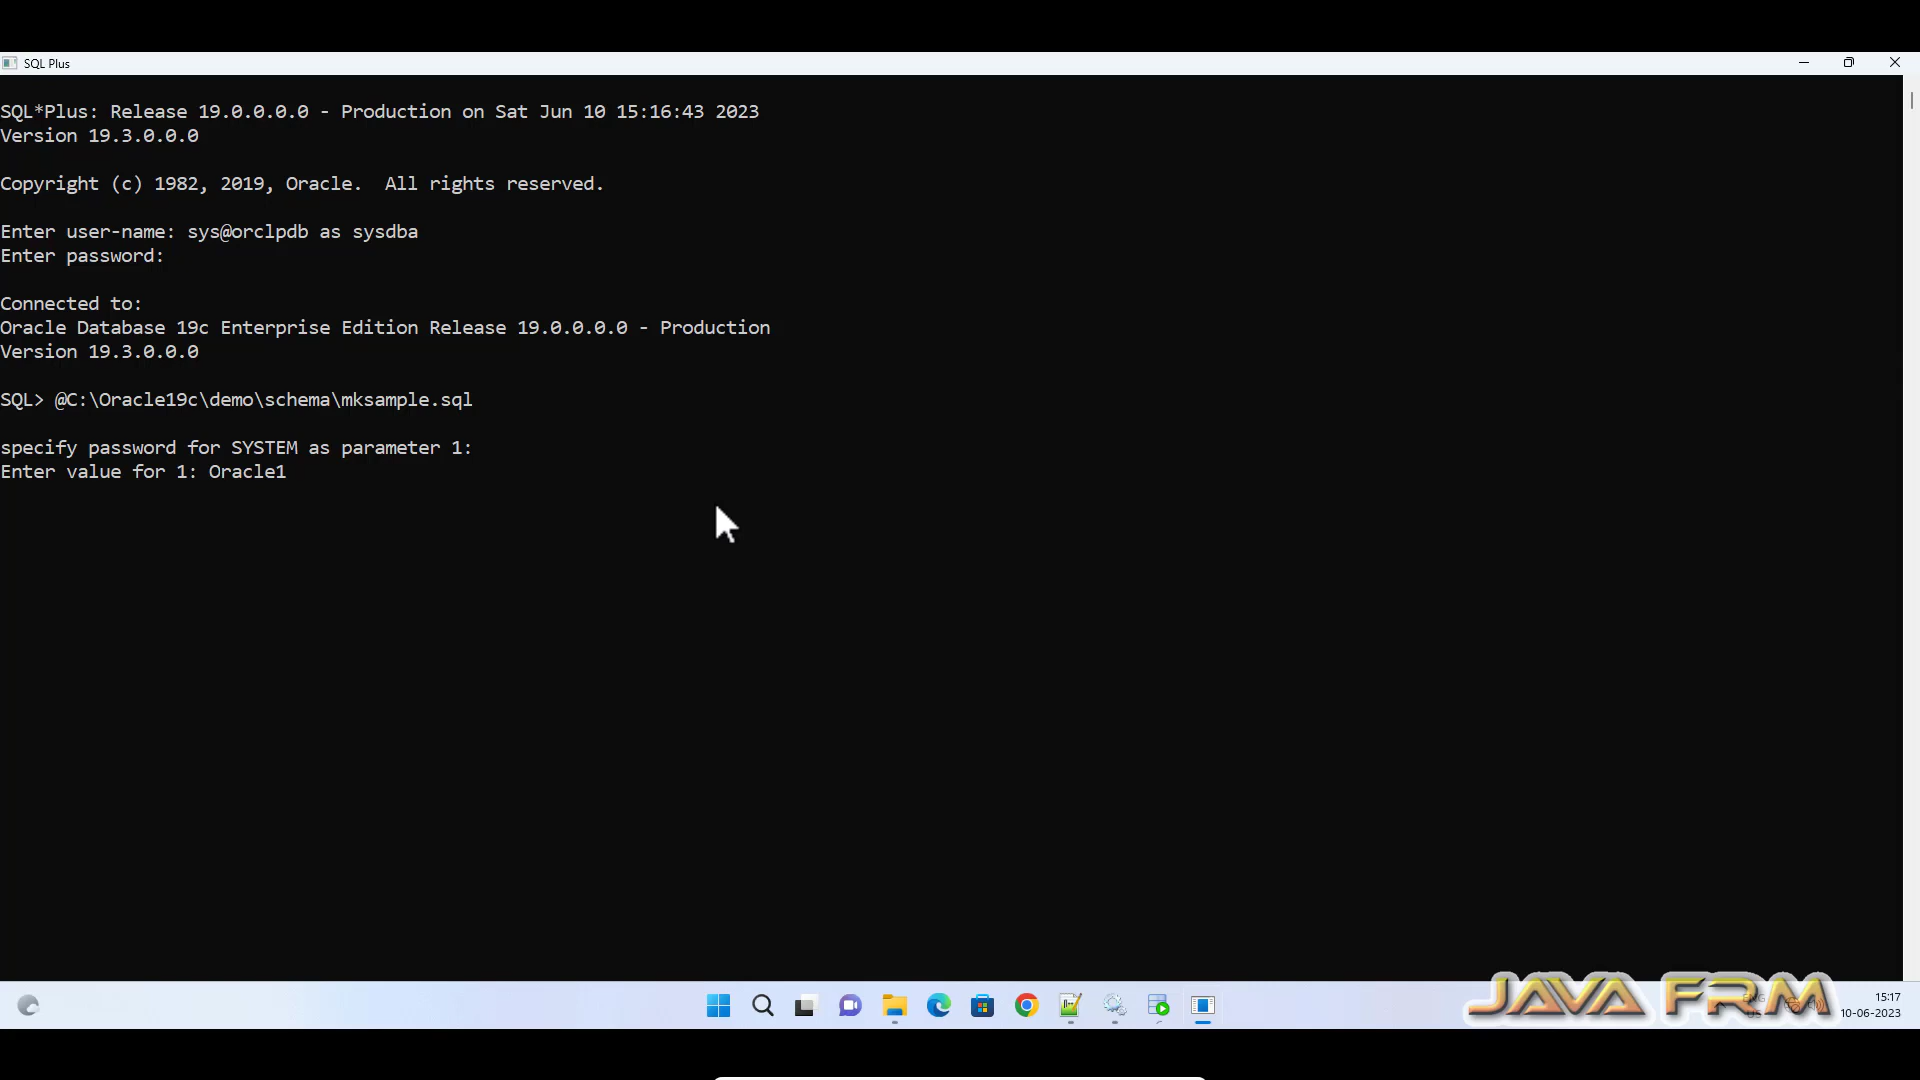 SQL Plus
SQL*Plus: Release 19.0.0.0.0 - Production on Sat Jun 10 15:16:43 2023
Version 19.3.0.0.0
Copyright (c) 1982, 2019, Oracle.  All rights reserved.
Enter user-name: sys@orclpdb as sysdba
Enter password:
Connected to:
Oracle Database 19c Enterprise Edition Release 19.0.0.0.0 - Production
Version 19.3.0.0.0
SQL> @C:\Oracle19c\demo\schema\mksample.sql
specify password for SYSTEM as parameter 1:
Enter value for 1: Oracle1
JAVA FRM
ENG
US
15:17
10-06-2023